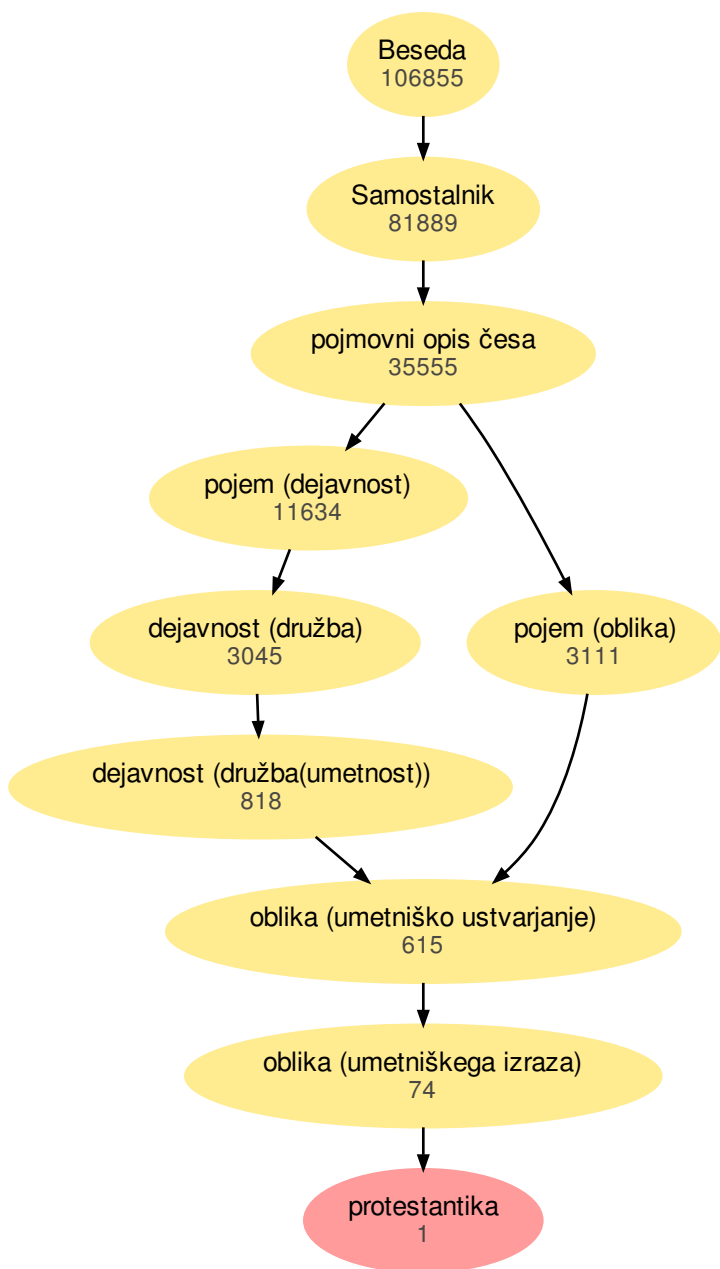 Beseda
106855
Samostalnik
81889
pojmovni opis česa
35555
pojem (dejavnost)
11634
dejavnost (družba)
3045
pojem (oblika)
3111
dejavnost (družba(umetnost))
818
oblika (umetniško ustvarjanje)
615
oblika (umetniškega izraza)
74
protestantika
1